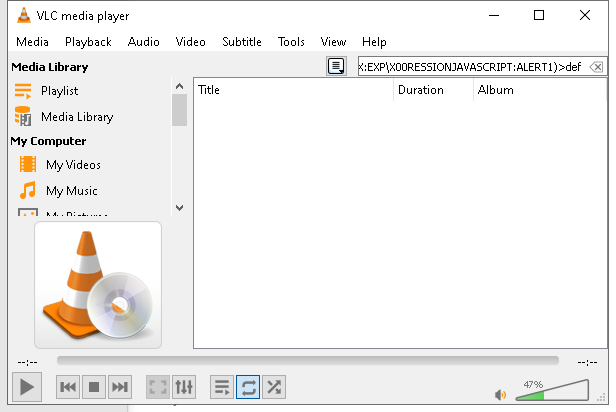 VLC media player
Media Playback Audio Video Subtitle Tools View Help
Media Library
X:EXP\X00RESSIONJAVASCRIPT:ALERT1)>def
Playlist
Media Library
My Computer
My Videos
My Music
My Pictures
Title Duration Album
--:-- --:--
47%